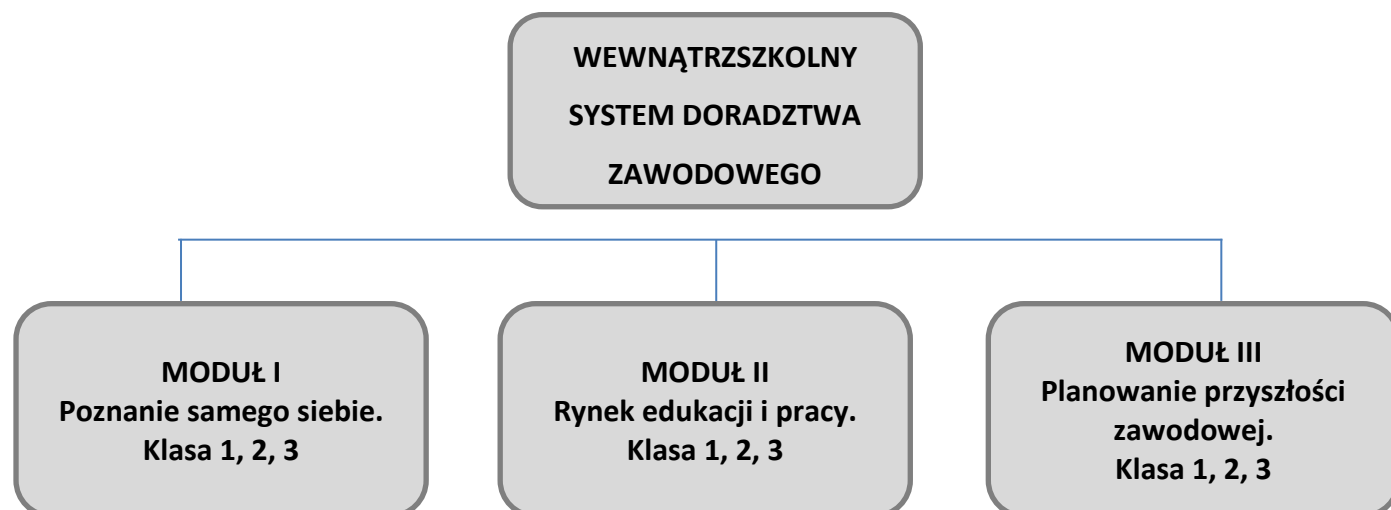 WEWNĄTRZSZKOLNY
SYSTEM DORADZTWA
ZAWODOWEGO
MODUŁ I
Poznanie samego siebie.
Klasa 1, 2, 3
MODUŁ II
Rynek edukacji i pracy.
Klasa 1, 2, 3
MODUŁ III
Planowanie przyszłości
zawodowej.
Klasa 1, 2, 3